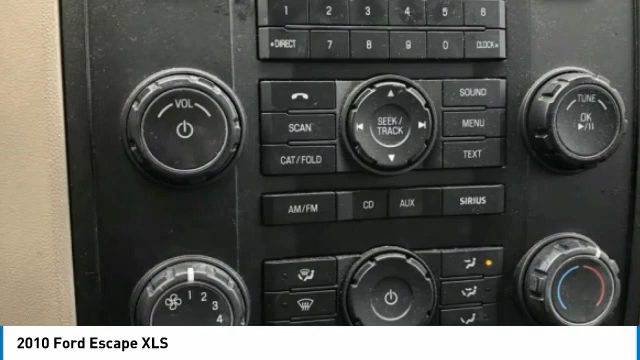 1 2 3 4 5 6
•DIRECT 7 8 9 0 CLOCK•
VOL
SOUND
TUNE
SCAN
SEEK/
TRACK
MENU
OK
CAT/FOLD
TEXT
AM/FM CD AUX SIRIUS
1 2
3
4
2010 Ford Escape XLS